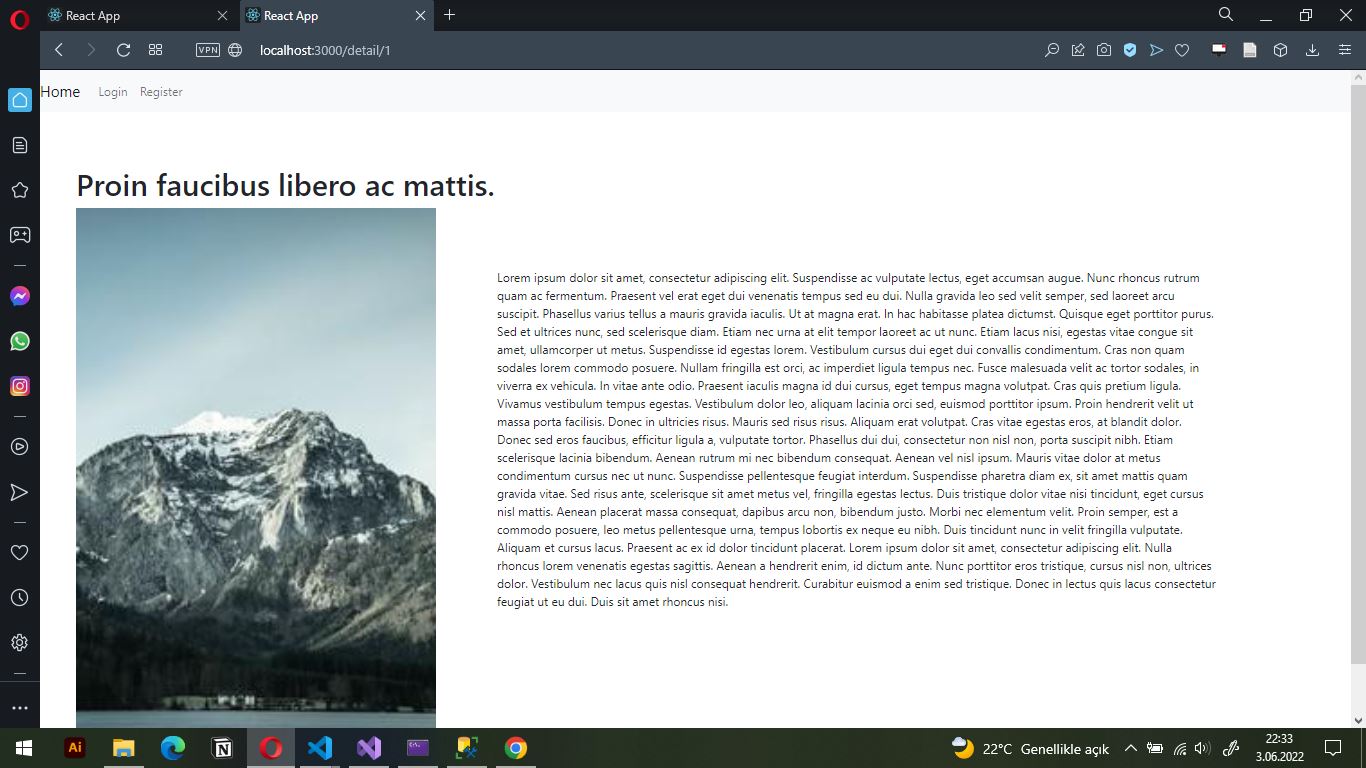 React App
React App
VPN
localhost:3000/detail/1
Home Login Register
Proin faucibus libero ac mattis.
Lorem ipsum dolor sit amet, consectetur adipiscing elit. Suspendisse ac vulputate lectus, eget accumsan augue. Nunc rhoncus rutrum
quam ac fermentum. Praesent vel erat eget dui venenatis tempus sed eu dui. Nulla gravida leo sed velit semper, sed laoreet arcu
suscipit. Phasellus varius tellus a mauris gravida iaculis. Ut at magna erat. In hac habitasse platea dictumst. Quisque eget porttitor purus.
Sed et ultrices nunc, sed scelerisque diam. Etiam nec urna at elit tempor laoreet ac ut nunc. Etiam lacus nisi, egestas vitae congue sit
amet, ullamcorper ut metus. Suspendisse id egestas lorem. Vestibulum cursus dui eget dui convallis condimentum. Cras non quam
sodales lorem commodo posuere. Nullam fringilla est orci, ac imperdiet ligula tempus nec. Fusce malesuada velit ac tortor sodales, in
viverra ex vehicula. In vitae ante odio. Praesent iaculis magna id dui cursus, eget tempus magna volutpat. Cras quis pretium ligula.
Vivamus vestibulum tempus egestas. Vestibulum dolor leo, aliquam lacinia orci sed, euismod porttitor ipsum. Proin hendrerit velit ut
massa porta facilisis. Donec in ultricies risus. Mauris sed risus risus. Aliquam erat volutpat. Cras vitae egestas eros, at blandit dolor.
Donec sed eros faucibus, efficitur ligula a, vulputate tortor. Phasellus dui dui, consectetur non nisl non, porta suscipit nibh. Etiam
scelerisque lacinia bibendum. Aenean rutrum mi nec bibendum consequat. Aenean vel nisl ipsum. Mauris vitae dolor at metus
condimentum cursus nec ut nunc. Suspendisse pellentesque feugiat interdum. Suspendisse pharetra diam ex, sit amet mattis quam
gravida vitae. Sed risus ante, scelerisque sit amet metus vel, fringilla egestas lectus. Duis tristique dolor vitae nisi tincidunt, eget cursus
nisl mattis. Aenean placerat massa consequat, dapibus arcu non, bibendum justo. Morbi nec elementum velit. Proin semper, est a
commodo posuere, leo metus pellentesque urna, tempus lobortis ex neque eu nibh. Duis tincidunt nunc in velit fringilla vulputate.
Aliquam et cursus lacus. Praesent ac ex id dolor tincidunt placerat. Lorem ipsum dolor sit amet, consectetur adipiscing elit. Nulla
rhoncus lorem venenatis egestas sagittis. Aenean a hendrerit enim, id dictum ante. Nunc porttitor eros tristique, cursus nisl non, ultrices
dolor. Vestibulum nec lacus quis nisl consequat hendrerit. Curabitur euismod a enim sed tristique. Donec in lectus quis lacus consectetur
feugiat ut eu dui. Duis sit amet rhoncus nisi.
Ai
22°C Genellikle açık
22:33
3.06.2022